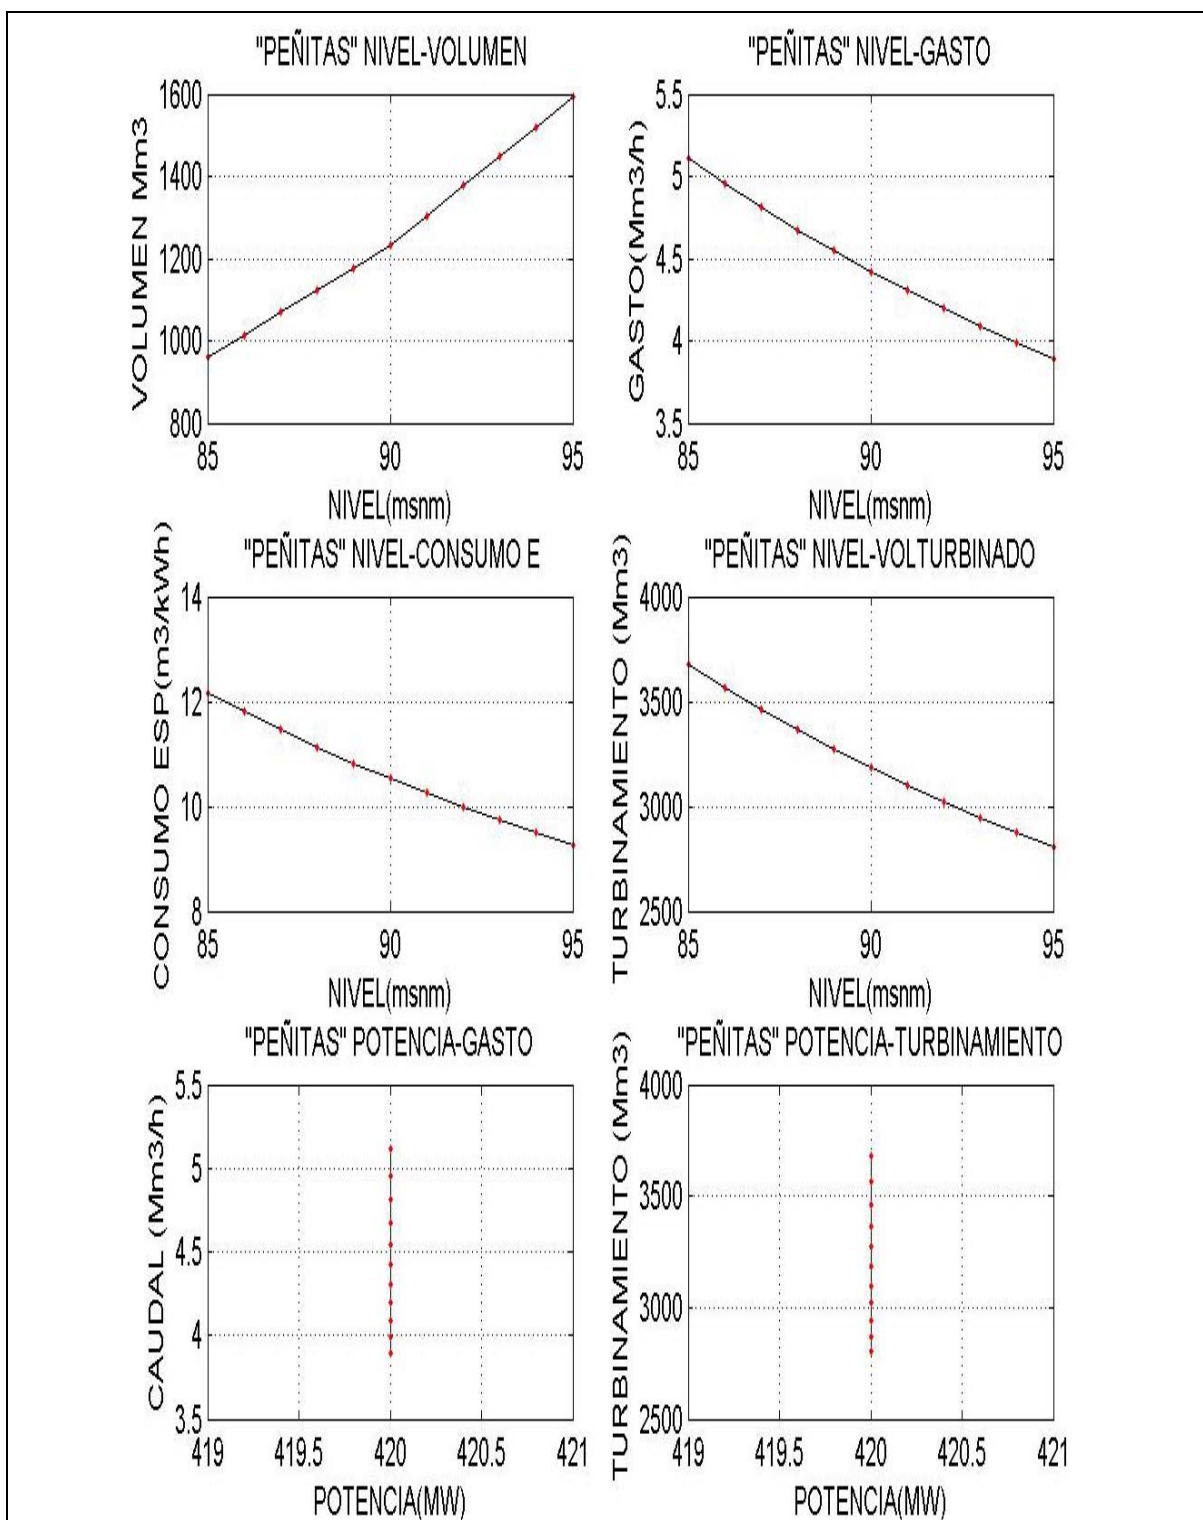 "PEÑITAS" NIVEL-VOLUMEN
VOLUMEN Mm3
1600
1400
1200
1000
800
85 90 95
NIVEL(msnm)
"PEÑITAS" NIVEL-GASTO
GASTO(Mm3/h)
5.5
5
4.5
4
3.5
85 90 95
NIVEL(msnm)
"PEÑITAS" NIVEL-CONSUMO E
CONSUMO ESP(m3/kWh)
14
12
10
8
85 90 95
NIVEL(msnm)
"PEÑITAS" NIVEL-VOLTURBINADO
TURBINAMIENTO (Mm3)
4000
3500
3000
2500
85 90 95
NIVEL(msnm)
"PEÑITAS" POTENCIA-GASTO
CAUDAL (Mm3/h)
5.5
5
4.5
4
3.5
419 419.5 420 420.5 421
POTENCIA(MW)
"PEÑITAS" POTENCIA-TURBINAMIENTO
TURBINAMIENTO (Mm3)
4000
3500
3000
2500
419 419.5 420 420.5 421
POTENCIA(MW)